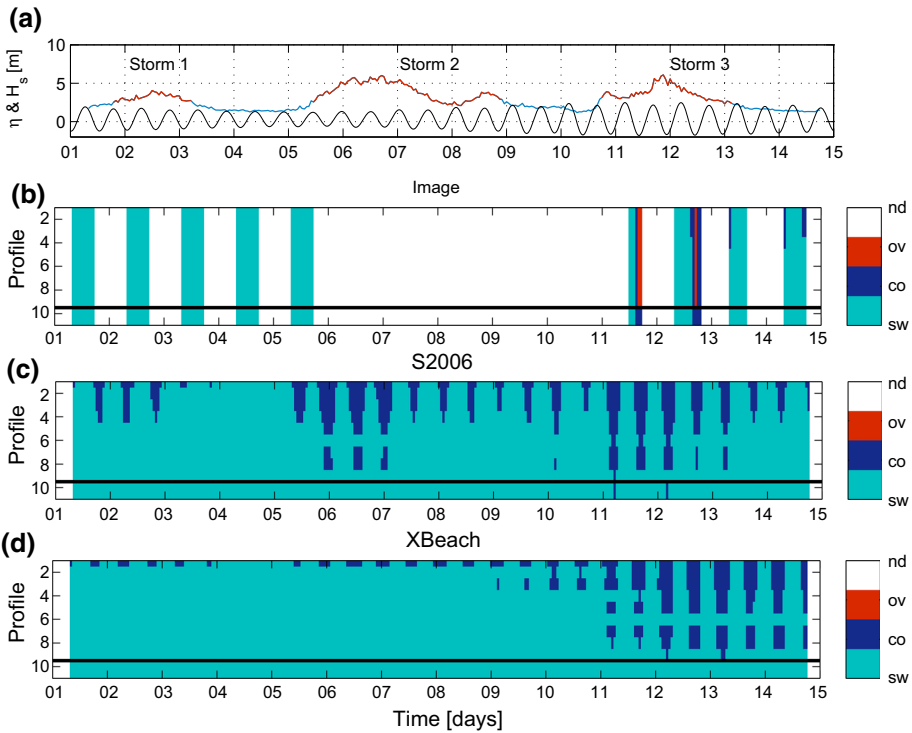 (a)
η & H_s [m]
10
5
0
Storm 1
Storm 2
Storm 3
01 02 03 04 05 06 07 08 09 10 11 12 13 14 15
(b)
Image
Profile
2
4
6
8
10
01 02 03 04 05 06 07 08 09 10 11 12 13 14 15
nd
ov
co
sw
(c)
S2006
Profile
2
4
6
8
10
01 02 03 04 05 06 07 08 09 10 11 12 13 14 15
nd
ov
co
sw
(d)
XBeach
Profile
2
4
6
8
10
01 02 03 04 05 06 07 08 09 10 11 12 13 14 15
nd
ov
co
sw
Time [days]